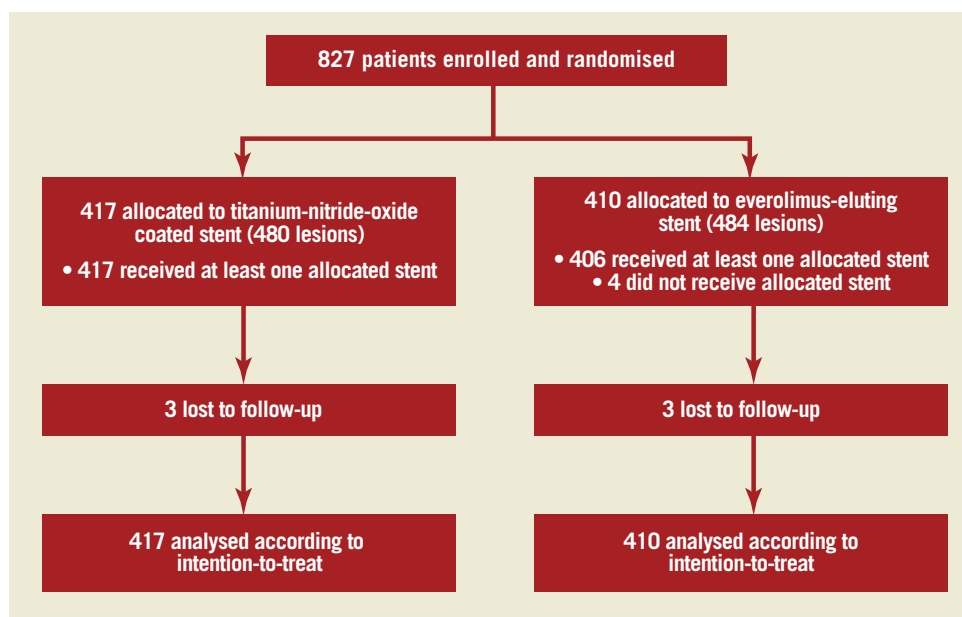 827 patients enrolled and randomised
417 allocated to titanium-nitride-oxide
coated stent (480 lesions)
• 417 received at least one allocated stent
410 allocated to everolimus-eluting
stent (484 lesions)
• 406 received at least one allocated stent
• 4 did not receive allocated stent
3 lost to follow-up
3 lost to follow-up
417 analysed according to
intention-to-treat
410 analysed according to
intention-to-treat